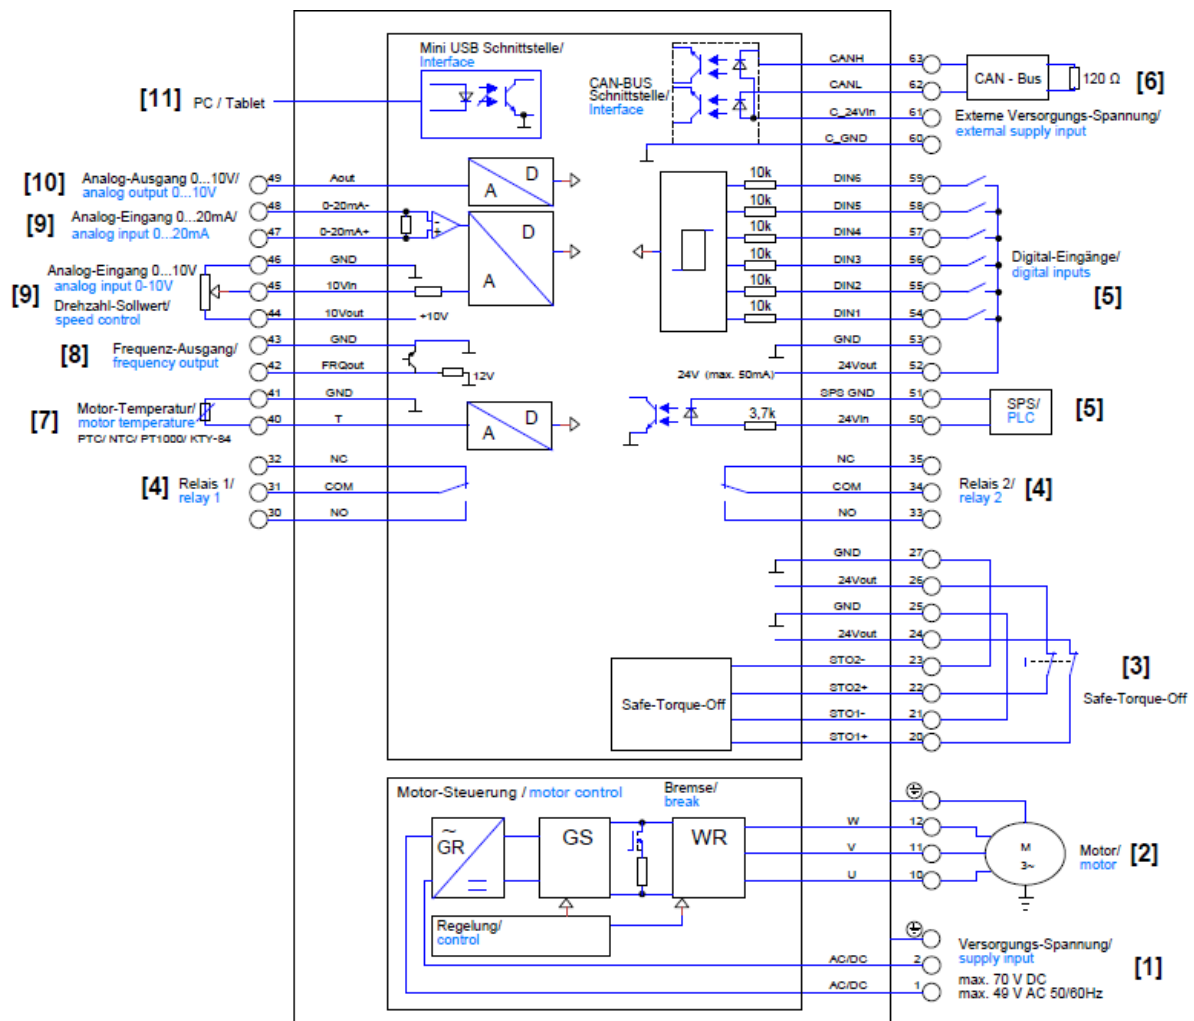 Mini USB Schnittstelle/
Interface
[11] PC / Tablet
CAN-BUS
Schnittstelle/
Interface
CANH 63
CANL 62
C_24Vin 61
C_GND 60
CAN - Bus
120 Ω
[6]
Externe Versorgungs-Spannung/
external supply input
[10] Analog-Ausgang 0...10V/
analog output 0...10V
49 Aout
A D
[9] Analog-Eingang 0...20mA/
analog input 0...20mA
48 0-20mA-
47 0-20mA+
- +
A D
Analog-Eingang 0...10V
analog input 0-10V
[9]
Drehzahl-Sollwert/
speed control
46 GND
45 10Vin
44 10Vout +10V
[8] Frequenz-Ausgang/
frequency output
43 GND
42 FRQout 12V
[7] Motor-Temperatur/
motor temperature
PTC/ NTC/ PT1000/ KTY-84
41 GND
40 T
A D
[4] Relais 1/
relay 1
32 NC
31 COM
30 NO
10k DIN6 59
10k DIN5 58
10k DIN4 57
10k DIN3 56
10k DIN2 55
10k DIN1 54
GND 53
24V (max. 50mA) 24Vout 52
Digital-Eingänge/
digital inputs
[5]
SPS GND 51
3,7k 24Vin 50
SPS/
PLC
[5]
NC 35
COM 34
NO 33
Relais 2/
relay 2
[4]
GND 27
24Vout 26
GND 25
24Vout 24
STO2- 23
STO2+ 22
STO1- 21
STO1+ 20
Safe-Torque-Off
[3]
Safe-Torque-Off
Motor-Steuerung / motor control
Bremse/
break
~
GR
=
GS
WR
Regelung/
control
W 12
V 11
U 10
M
3~
Motor/
motor
[2]
Versorgungs-Spannung/
supply input
[1]
AC/DC 2
AC/DC 1
max. 70 V DC
max. 49 V AC 50/60Hz